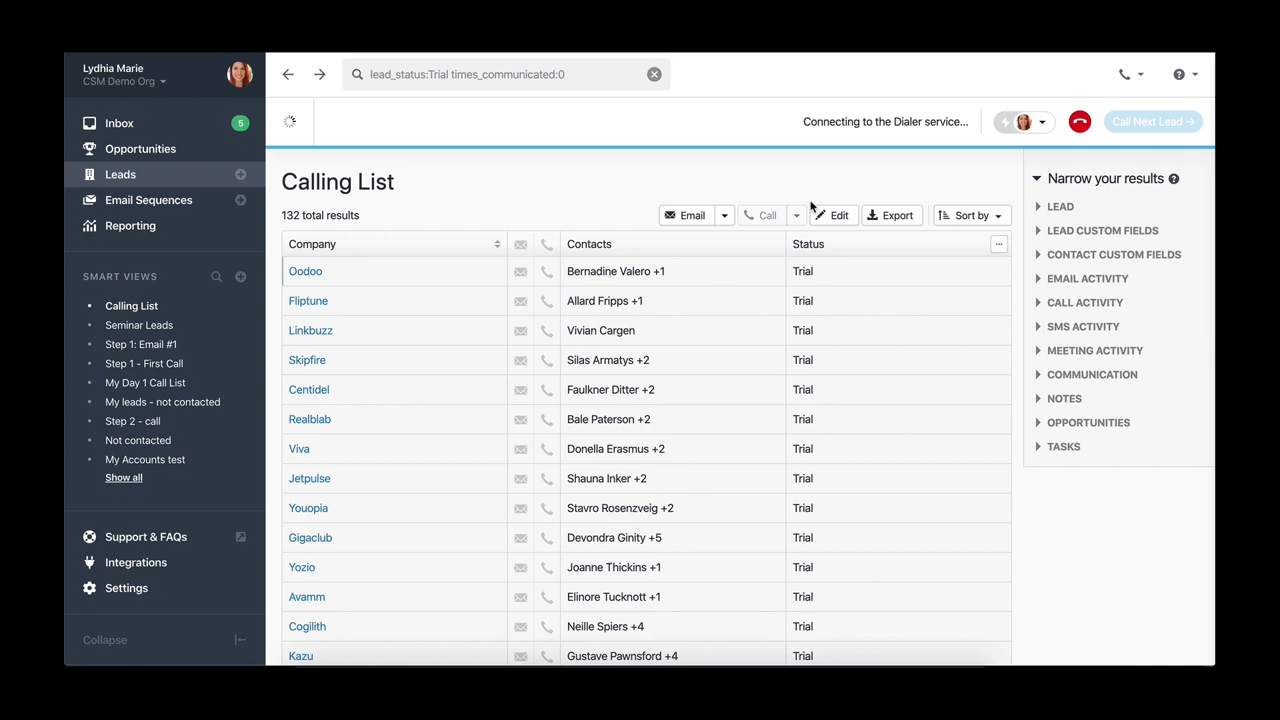 Lydhia Marie
CSM Demo Org
lead_status:Trial times_communicated:0
Inbox 5
Opportunities
Leads
Email Sequences
Reporting
SMART VIEWS
Calling List
Seminar Leads
Step 1: Email #1
Step 1 - First Call
My Day 1 Call List
My leads - not contacted
Step 2 - call
Not contacted
My Accounts test
Show all
Support & FAQs
Integrations
Settings
Collapse
Connecting to the Dialer service...
Call Next Lead →
Calling List
132 total results
Email Call Edit Export Sort by
Company Contacts Status ...
Oodoo Bernadine Valero +1 Trial
Fliptune Allard Fripps +1 Trial
Linkbuzz Vivian Cargen Trial
Skipfire Silas Armatys +2 Trial
Centidel Faulkner Ditter +2 Trial
Realblab Bale Paterson +2 Trial
Viva Donella Erasmus +2 Trial
Jetpulse Shauna Inker +2 Trial
Youopia Stavro Rosenzveig +2 Trial
Gigaclub Devondra Ginity +5 Trial
Yozio Joanne Thickins +1 Trial
Avamm Elinore Tucknott +1 Trial
Cogilith Neille Spiers +4 Trial
Kazu Gustave Pawnsford +4 Trial
Narrow your results ?
LEAD
LEAD CUSTOM FIELDS
CONTACT CUSTOM FIELDS
EMAIL ACTIVITY
CALL ACTIVITY
SMS ACTIVITY
MEETING ACTIVITY
COMMUNICATION
NOTES
OPPORTUNITIES
TASKS